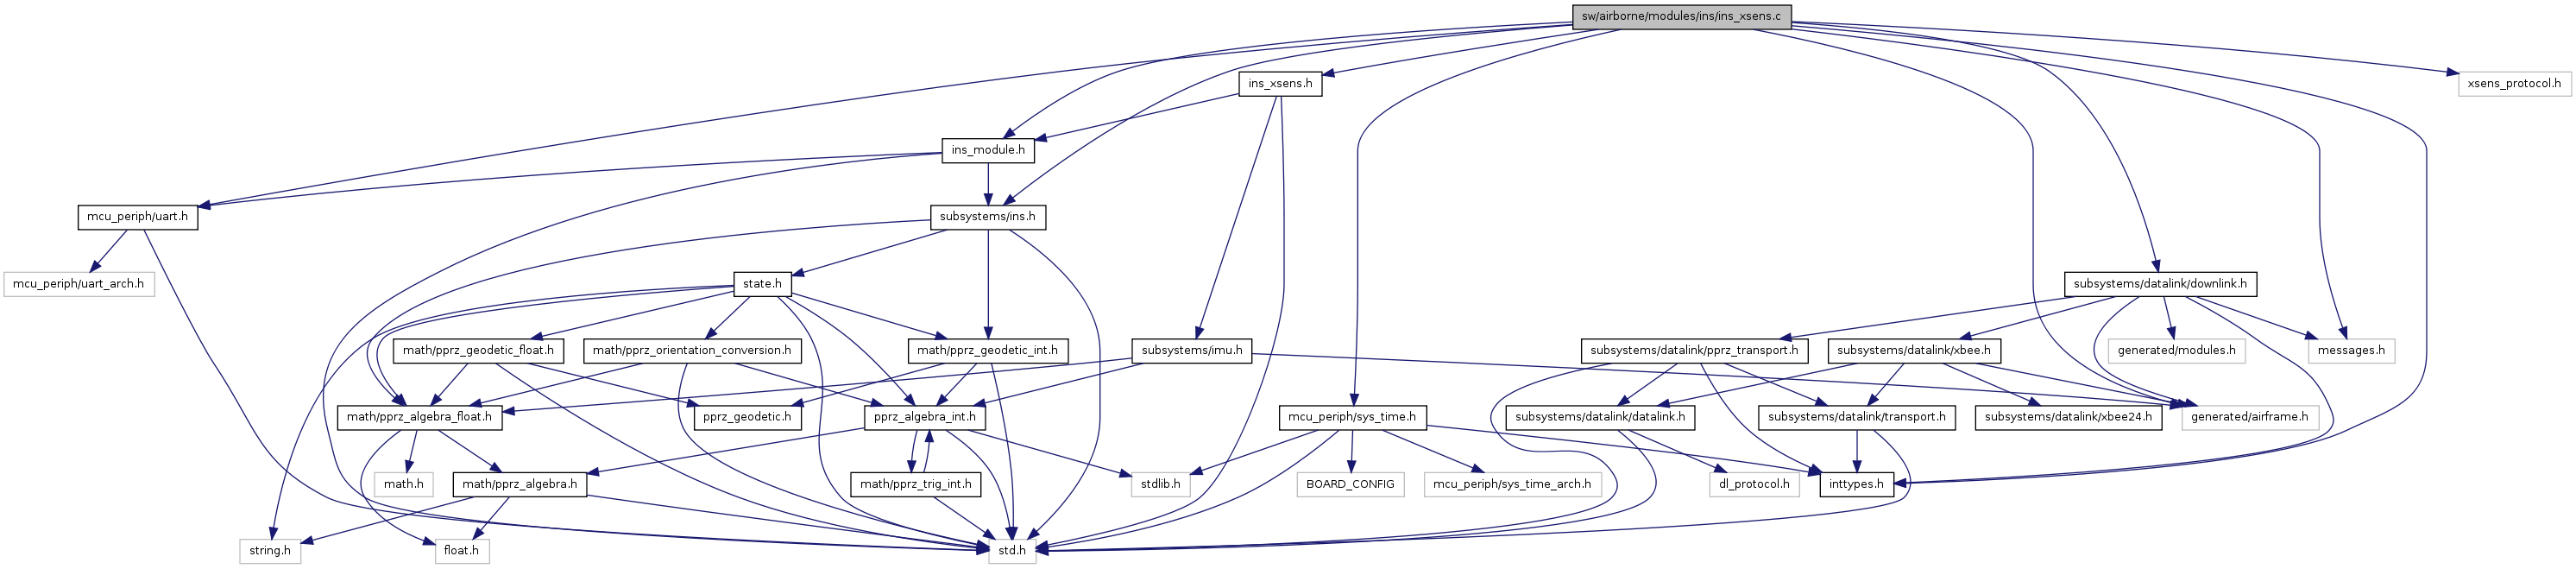 sw/airborne/modules/ins/ins_xsens.c
ins_xsens.h
xsens_protocol.h
ins_module.h
mcu_periph/uart.h
subsystems/ins.h
mcu_periph/uart_arch.h
state.h
subsystems/datalink/downlink.h
math/pprz_geodetic_float.h
math/pprz_orientation_conversion.h
math/pprz_geodetic_int.h
subsystems/imu.h
subsystems/datalink/pprz_transport.h
subsystems/datalink/xbee.h
generated/modules.h
messages.h
math/pprz_algebra_float.h
pprz_geodetic.h
pprz_algebra_int.h
mcu_periph/sys_time.h
subsystems/datalink/datalink.h
subsystems/datalink/transport.h
subsystems/datalink/xbee24.h
generated/airframe.h
math.h
math/pprz_algebra.h
math/pprz_trig_int.h
stdlib.h
BOARD_CONFIG
mcu_periph/sys_time_arch.h
dl_protocol.h
inttypes.h
string.h
float.h
std.h